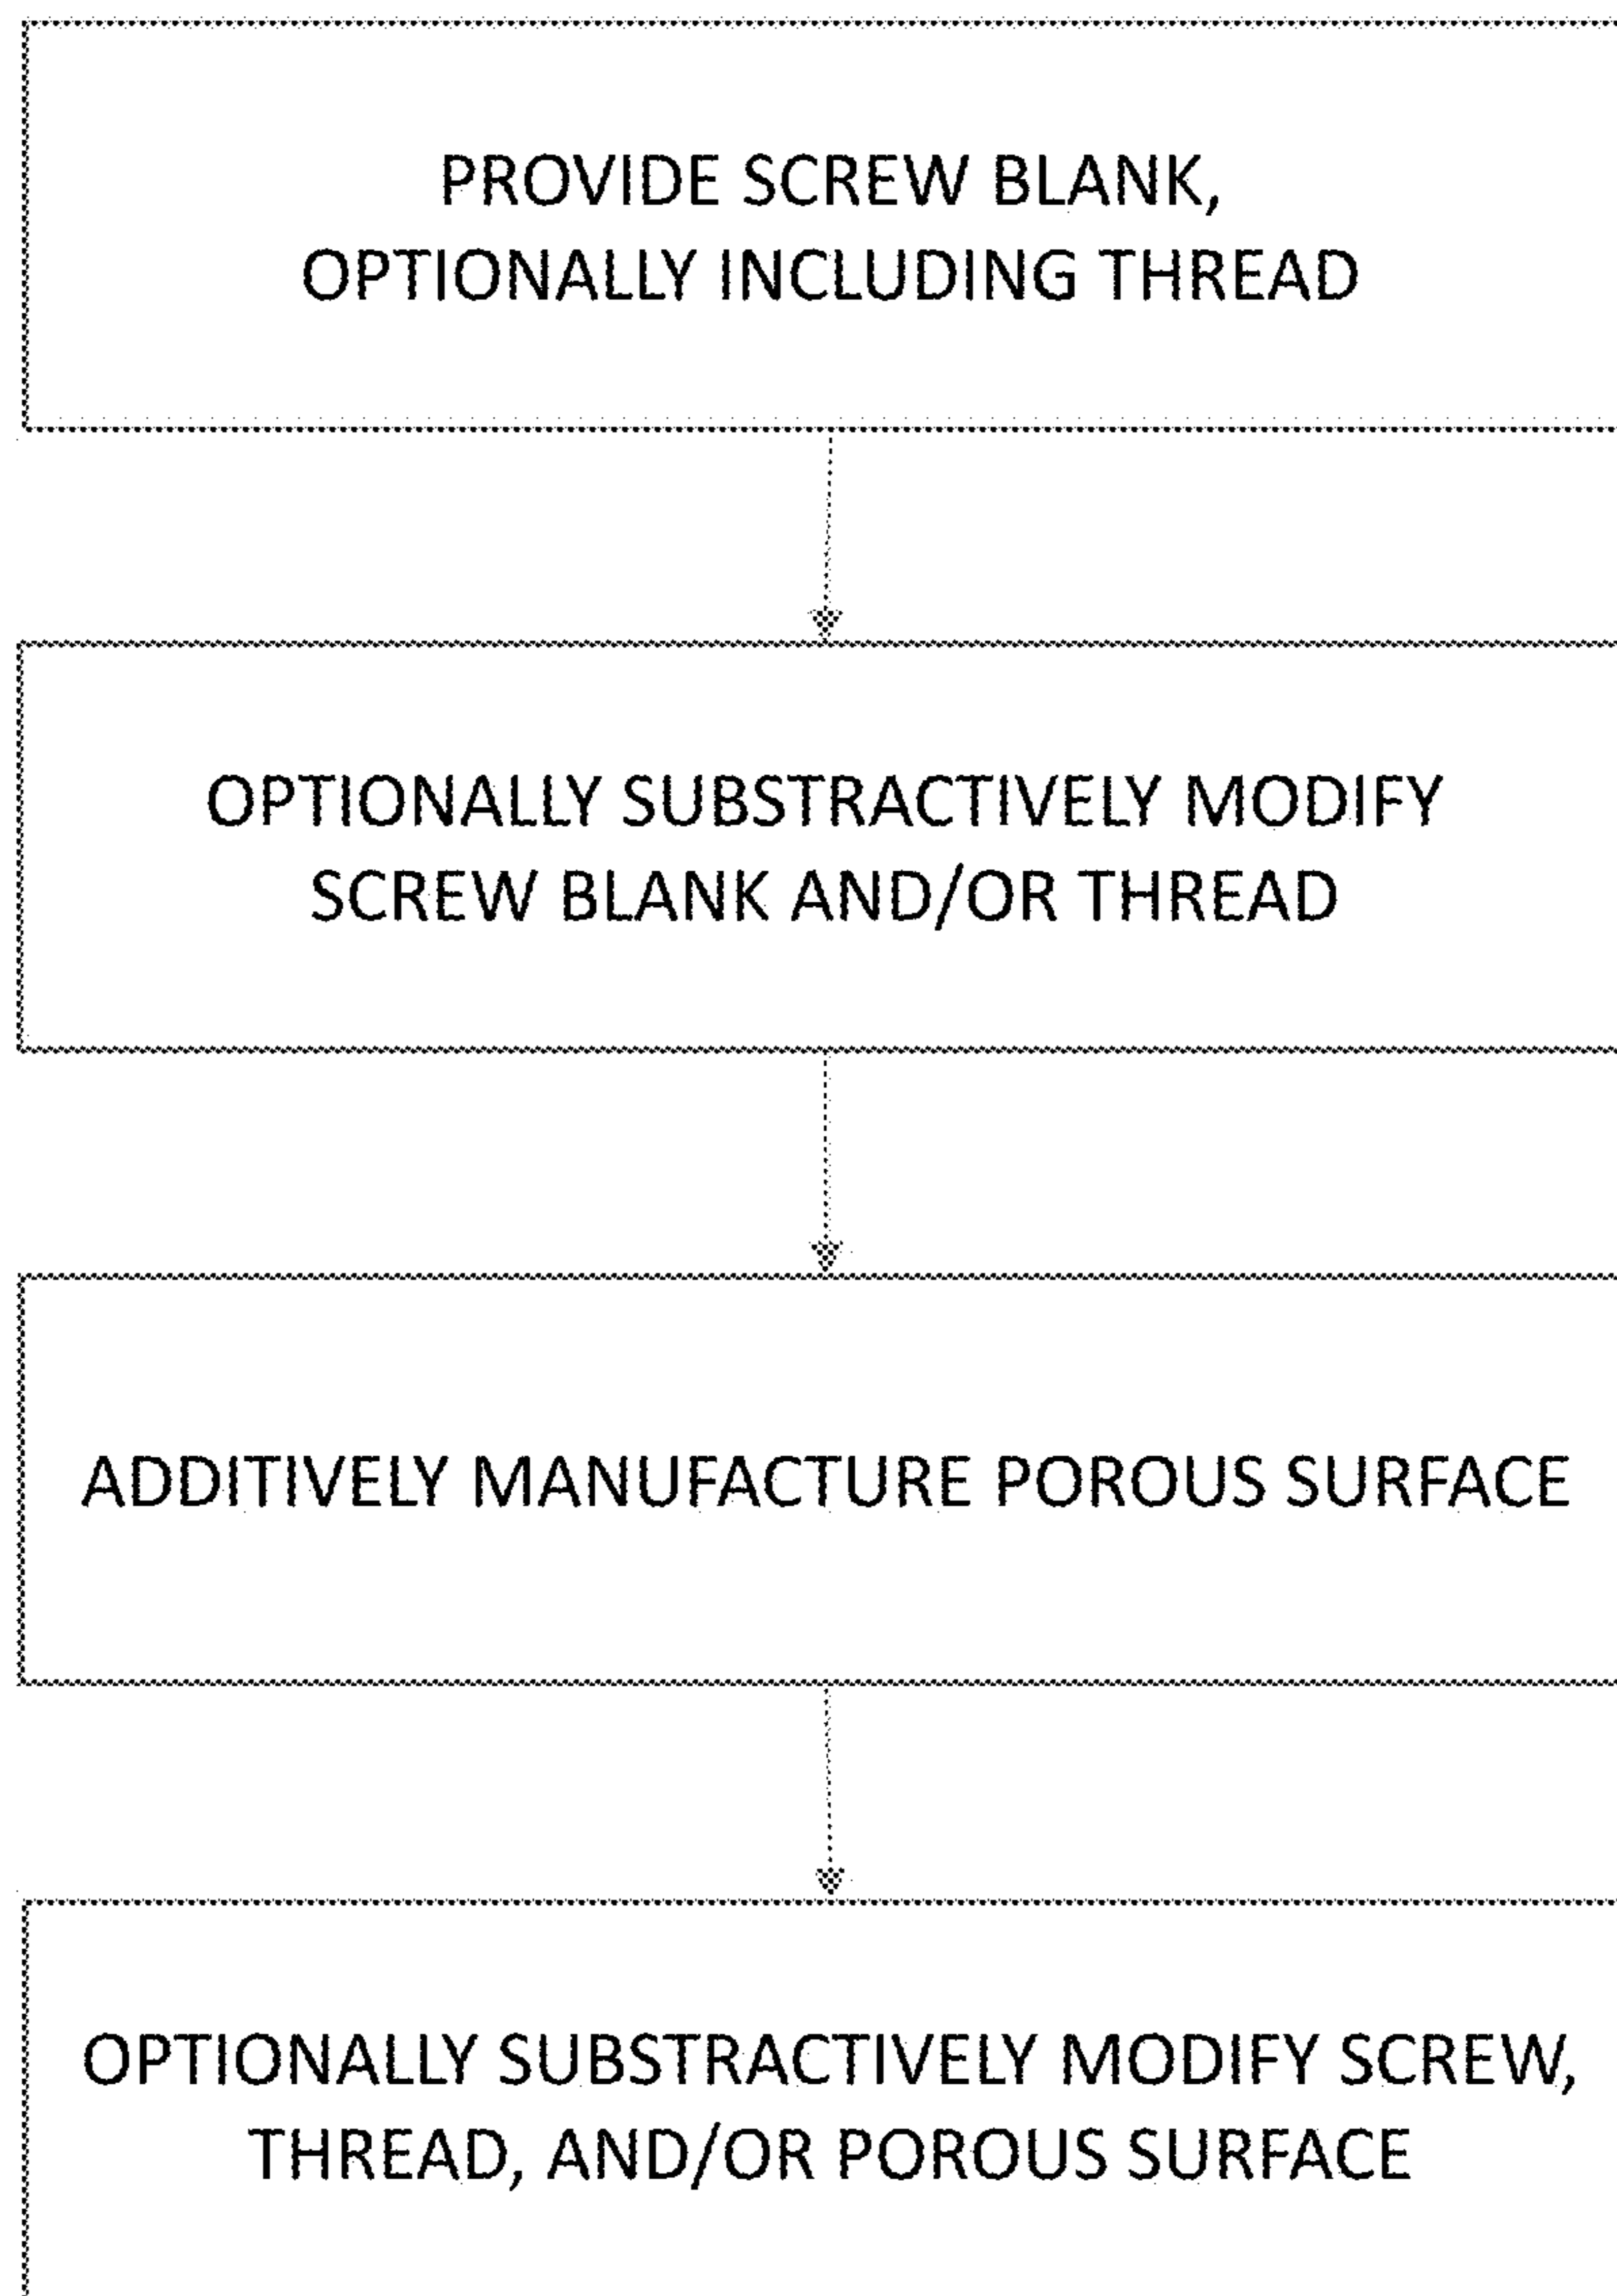 PROVIDE SCREW BLANK,
OPTIONALLY INCLUDING THREAD
OPTIONALLY SUBSTRACTIVELY MODIFY
SCREW BLANK AND/OR THREAD
ADDITIVELY MANUFACTURE POROUS SURFACE
OPTIONALLY SUBSTRACTIVELY MODIFY SCREW,
THREAD, AND/OR POROUS SURFACE